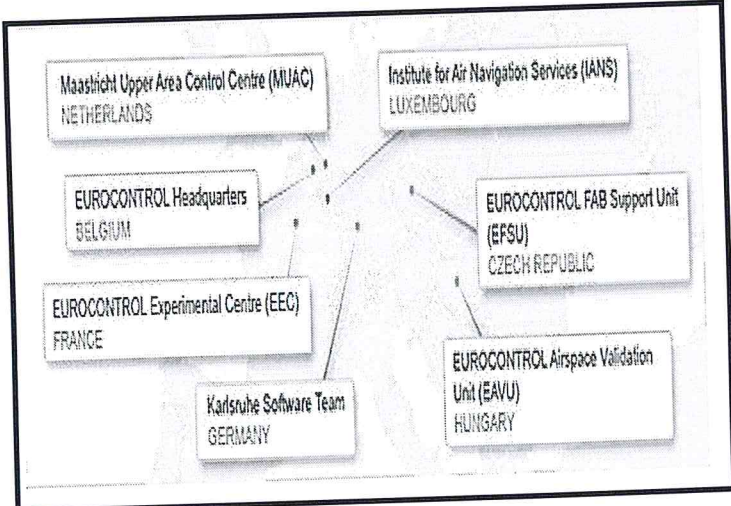 Maastricht Upper Area Control Centre (MUAC)
NETHERLANDS
Institute for Air Navigation Services (IANS)
LUXEMBOURG
EUROCONTROL Headquarters
BELGIUM
EUROCONTROL FAB Support Unit
(EFSU)
CZECH REPUBLIC
EUROCONTROL Experimental Centre (EEC)
FRANCE
EUROCONTROL Airspace Validation
Unit (EAVU)
HUNGARY
Karlsruhe Software Team
GERMANY